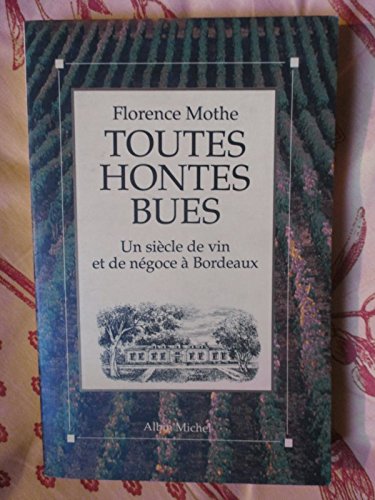 Florence Mothe
TOUTES
HONTES
BUES
Un siècle de vin
et de négoce à Bordeaux
Albin Michel